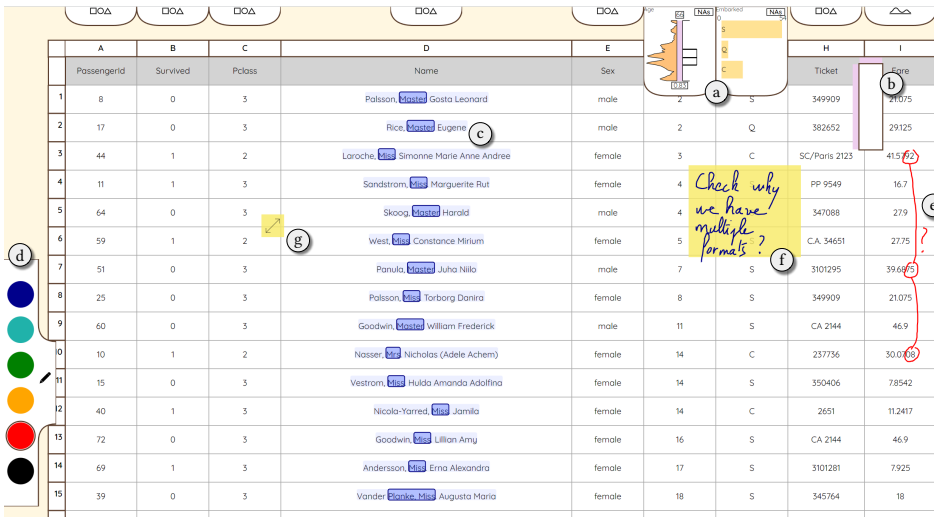 Age 66 NAs Embarked NAs
0 54
S
Q
C
0.83
A B C D E H I
PassengerId Survived Pclass Name Sex Ticket Fare
a
b
1 8 0 3 Palsson, Master Gosta Leonard male 2 S 349909 21.075
2 17 0 3 Rice, Master Eugene male 2 Q 382652 29.125
c
3 44 1 2 Laroche, Miss Simonne Marie Anne Andree female 3 C SC/Paris 2123 41.5792
4 11 1 3 Sandstrom, Miss Marguerite Rut female 4 PP 9549 16.7
5 64 0 3 Skoog, Master Harald male 4 347088 27.9
6 59 1 2 West, Miss Constance Mirium female 5 S C.A. 34651 27.75
Check why
we have
multiple
formats?
e
?
g
d
f
7 51 0 3 Panula, Master Juha Niilo male 7 S 3101295 39.6875
8 25 0 3 Palsson, Miss Torborg Danira female 8 S 349909 21.075
9 60 0 3 Goodwin, Master William Frederick male 11 S CA 2144 46.9
10 10 1 2 Nasser, Mrs Nicholas (Adele Achem) female 14 C 237736 30.0708
11 15 0 3 Vestrom, Miss Hulda Amanda Adolfina female 14 S 350406 7.8542
12 40 1 3 Nicola-Yarred, Miss Jamila female 14 C 2651 11.2417
13 72 0 3 Goodwin, Miss Lillian Amy female 16 S CA 2144 46.9
14 69 1 3 Andersson, Miss Erna Alexandra female 17 S 3101281 7.925
15 39 0 3 Vander Planke, Miss Augusta Maria female 18 S 345764 18